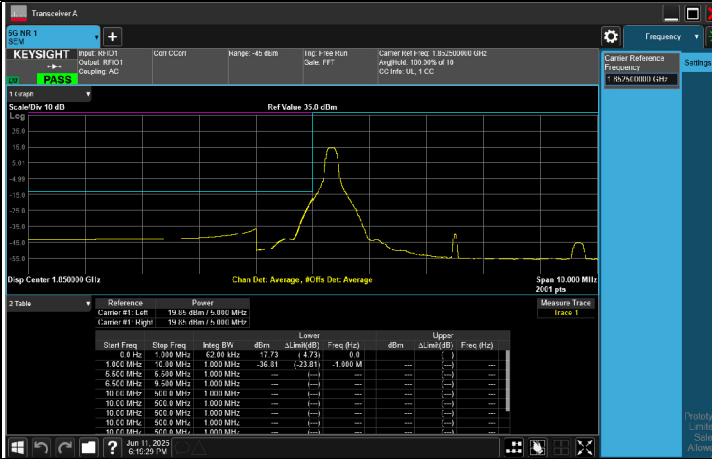 Transceiver A
5G NR 1
SEM
Frequency
KEYSIGHT
Input: RFIO1
Output: RFIO1
Coupling: AC
Corr CCorr
Range: -45 dBm
Trig: Free Run
Gate: FFT
Carrier Ref Freq: 1.852500000 GHz
Avg|Hold: 100.00% of 10
CC Info: UL, 1 CC
PASS
Carrier Reference
Frequency
1.852500000 GHz
Settings
1 Graph
Scale/Div 10 dB
Ref Value 35.0 dBm
Log
25.0
15.0
5.01
-4.99
-15.0
-25.0
-35.0
-45.0
-55.0
Disp Center 1.850000 GHz
Chan Det: Average , #Offs Det: Average
Span 10.000 MHz
2001 pts
2 Table
Reference Power
Carrier #1: Left 19.85 dBm / 5.000 MHz
Carrier #1: Right 19.85 dBm / 5.000 MHz
Measure Trace
Trace 1
Lower Upper
Start Freq Stop Freq Integ BW dBm ΔLimit(dB) Freq (Hz) dBm ΔLimit(dB) Freq (Hz)
0.0 Hz 1.000 MHz 62.00 kHz 17.73 ( 4.73) 0.0 ( )
1.000 MHz 10.00 MHz 1.000 MHz -36.81 (-23.81) -1.000 M --- (---) ---
6.500 MHz 6.500 MHz 1.000 MHz --- (---) --- --- (---) ---
6.500 MHz 9.500 MHz 1.000 MHz --- (---) --- --- (---) ---
10.00 MHz 500.0 MHz 1.000 MHz --- (---) --- --- (---) ---
10.00 MHz 500.0 MHz 1.000 MHz --- (---) --- --- (---) ---
10.00 MHz 500.0 MHz 1.000 MHz --- (---) --- --- (---) ---
10.00 MHz 500.0 MHz 1.000 MHz --- (---) --- --- (---) ---
Jun 11, 2025
6:15:29 PM